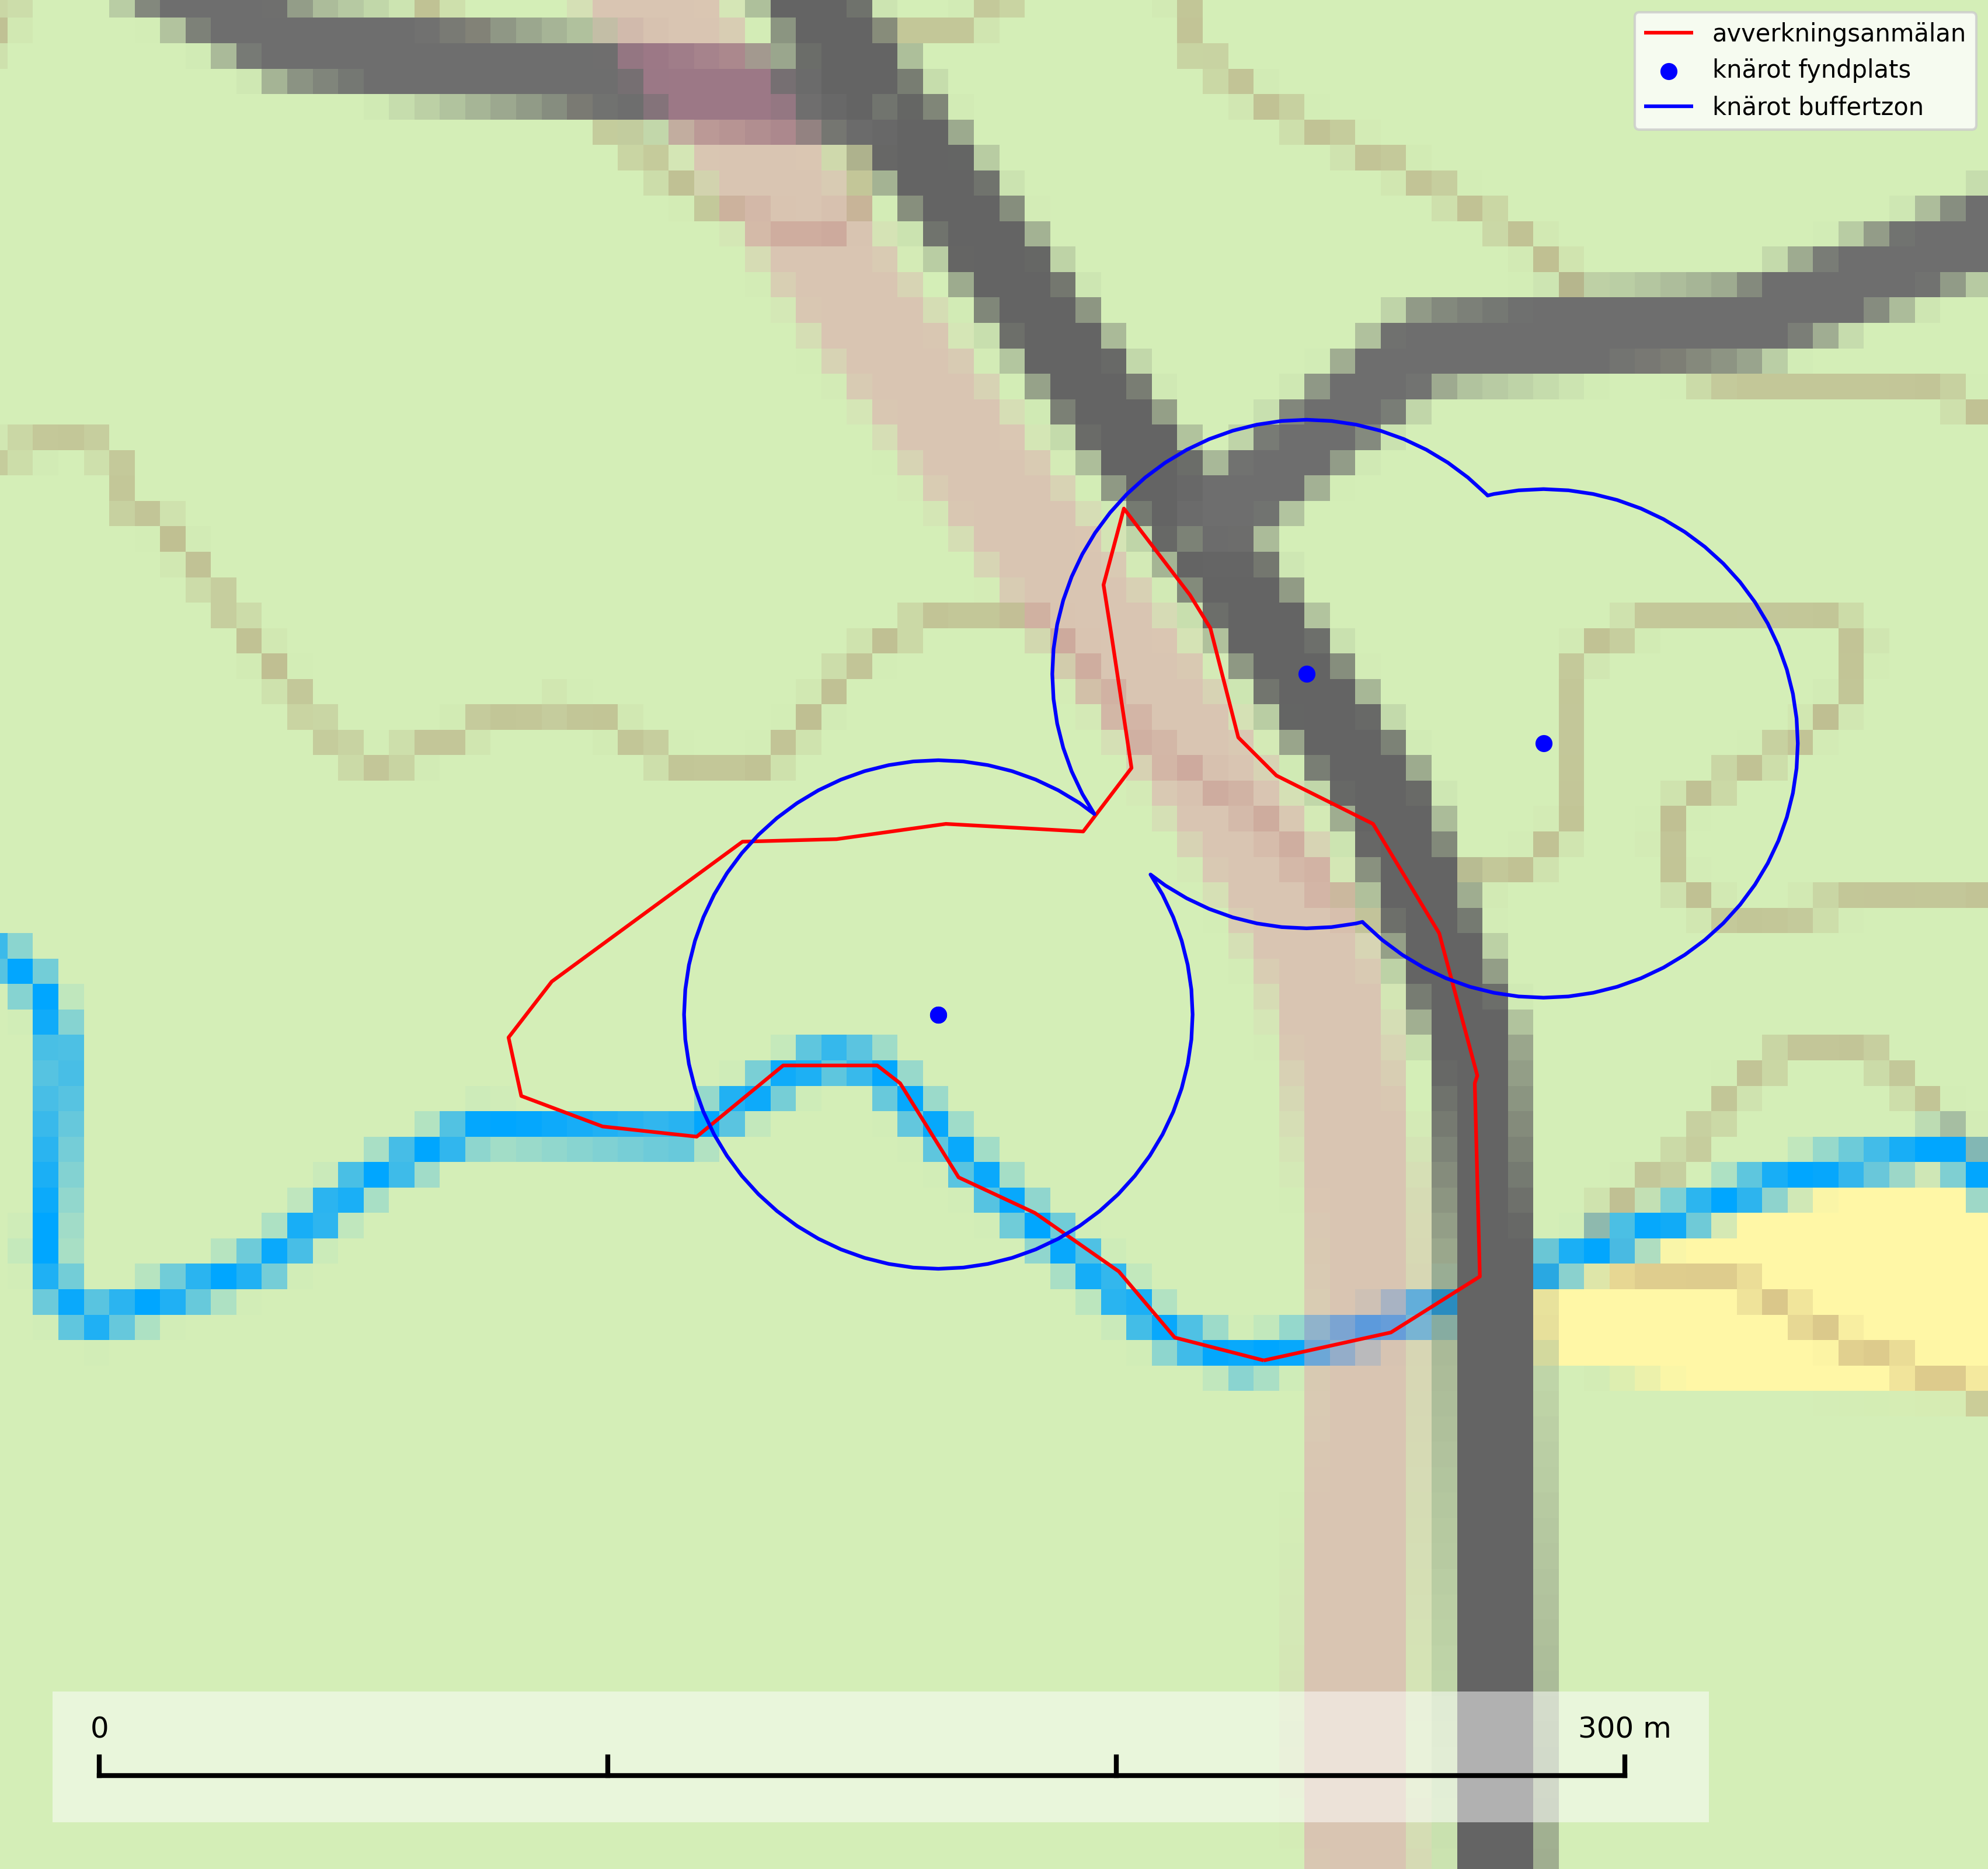 avverkningsanmälan
knärot fyndplats
knärot buffertzon
0
300 m